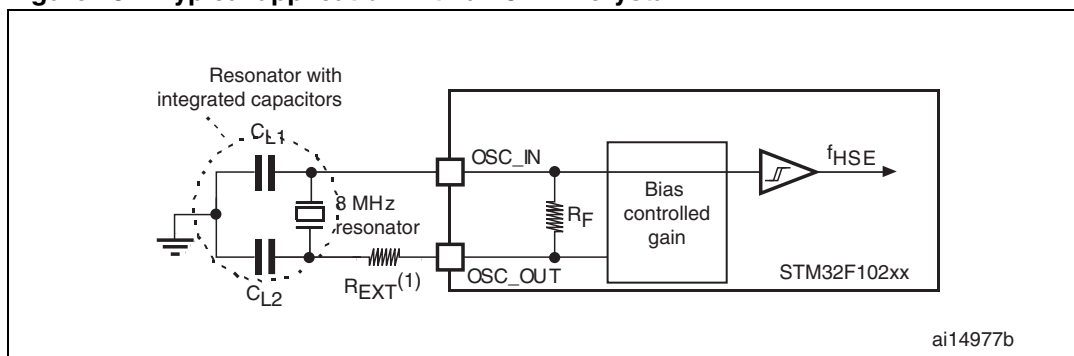 Resonator with
integrated capacitors
CL1
OSC_IN
fHSE
8 MHz
resonator
RF
Bias
controlled
gain
REXT(1)
OSC_OUT
STM32F102xx
CL2
ai14977b